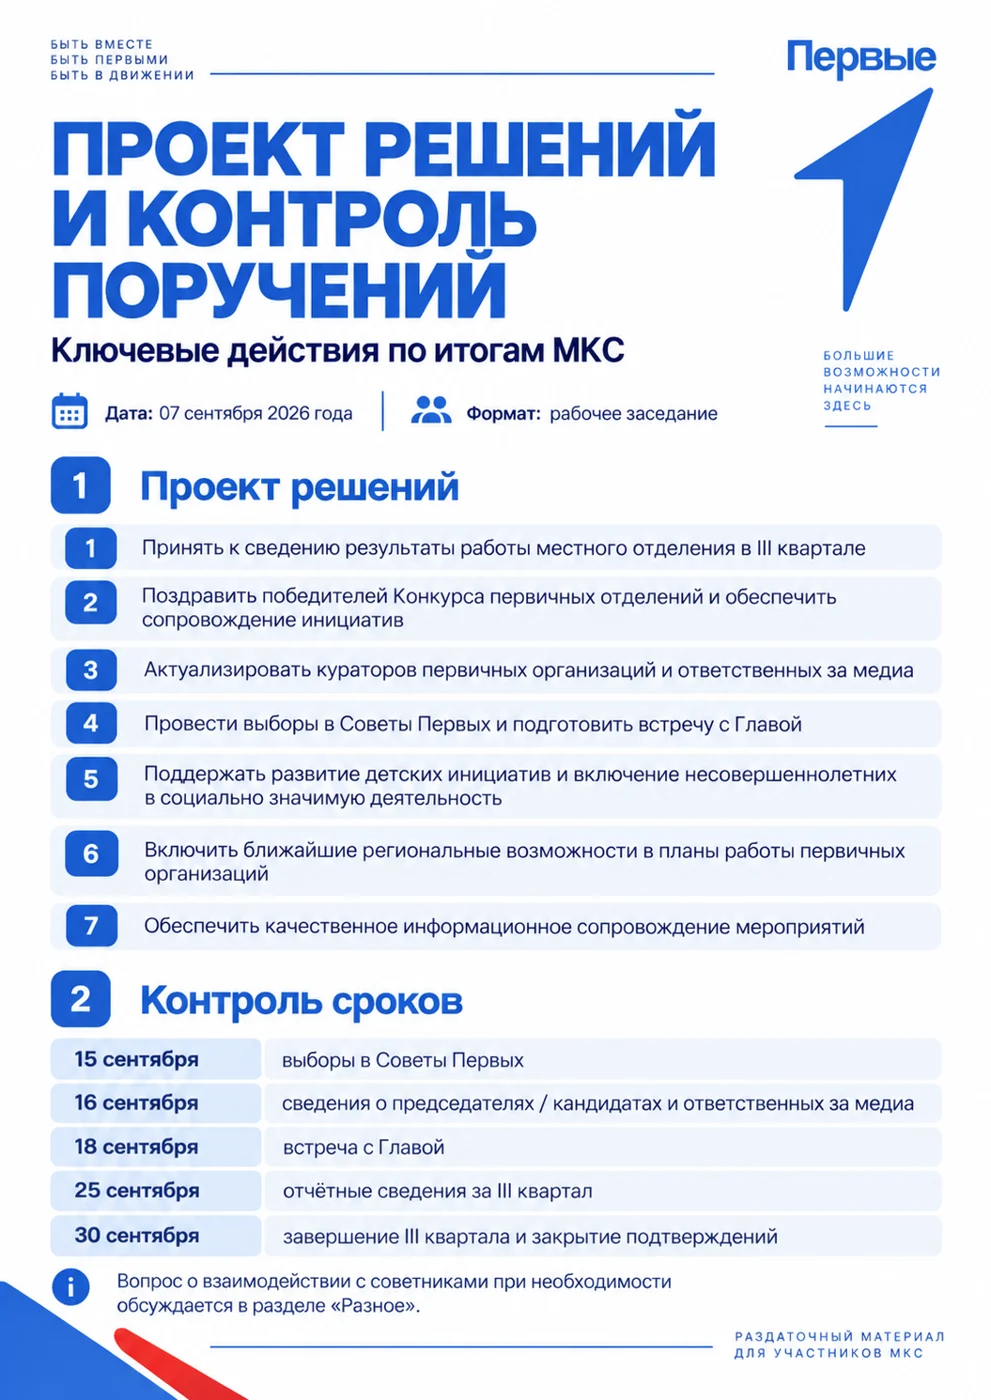 БЫТЬ ВМЕСТЕ
БЫТЬ ПЕРВЫМИ
БЫТЬ В ДВИЖЕНИИ
Первые
ПРОЕКТ РЕШЕНИЙ
И КОНТРОЛЬ
ПОРУЧЕНИЙ
Ключевые действия по итогам МКС
БОЛЬШИЕ
ВОЗМОЖНОСТИ
НАЧИНАЮТСЯ
ЗДЕСЬ
Дата: 07 сентября 2026 года
Формат: рабочее заседание
1 Проект решений
1 Принять к сведению результаты работы местного отделения в III квартале
2 Поздравить победителей Конкурса первичных отделений и обеспечить
сопровождение инициатив
3 Актуализировать кураторов первичных организаций и ответственных за медиа
4 Провести выборы в Советы Первых и подготовить встречу с Главой
5 Поддержать развитие детских инициатив и включение несовершеннолетних
в социально значимую деятельность
6 Включить ближайшие региональные возможности в планы работы первичных
организаций
7 Обеспечить качественное информационное сопровождение мероприятий
2 Контроль сроков
15 сентября выборы в Советы Первых
16 сентября сведения о председателях / кандидатах и ответственных за медиа
18 сентября встреча с Главой
25 сентября отчётные сведения за III квартал
30 сентября завершение III квартала и закрытие подтверждений
i Вопрос о взаимодействии с советниками при необходимости
обсуждается в разделе «Разное».
РАЗДАТОЧНЫЙ МАТЕРИАЛ
ДЛЯ УЧАСТНИКОВ МКС